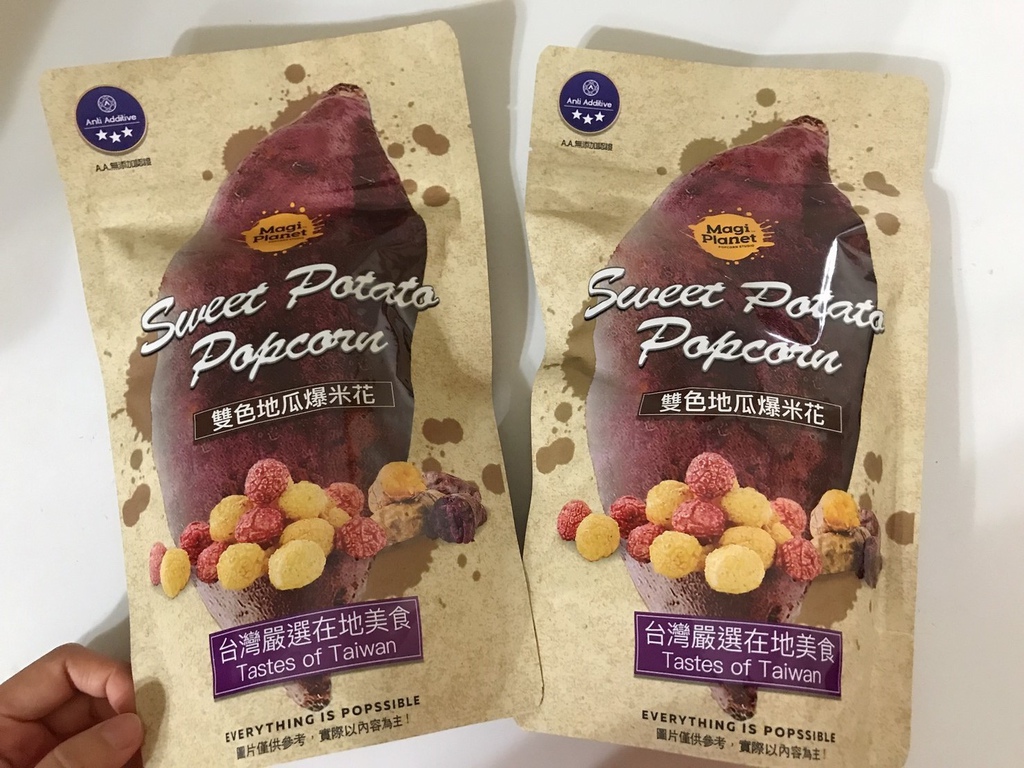 Anti Additive
A.A.無添加認證
Magi
Planet
Sweet Potato
Popcorn
雙色地瓜爆米花
台灣嚴選在地美食
Tastes of Taiwan
EVERYTHING IS POPSSIBLE
圖片僅供參考，實際以內容為主！
Anti Additive
A.A.無添加認證
Magi
Planet
POPCORN STUDIO
Sweet Potato
Popcorn
雙色地瓜爆米花
台灣嚴選在地美食
Tastes of Taiwan
EVERYTHING IS POPSSIBLE
圖片僅供參考，實際以內容為主！